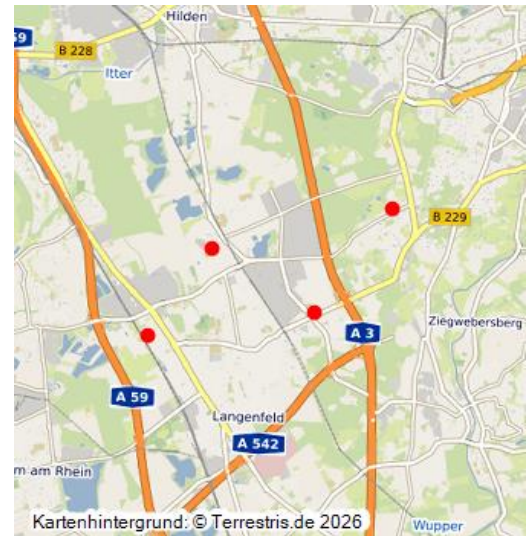 Hilden
59
B 228
Itter
B 229
A 3
Ziegwebersberg
A 59
Langenfeld
A 542
m am Rhein
Kartenhintergrund: © Terrestris.de 2026
Wupper